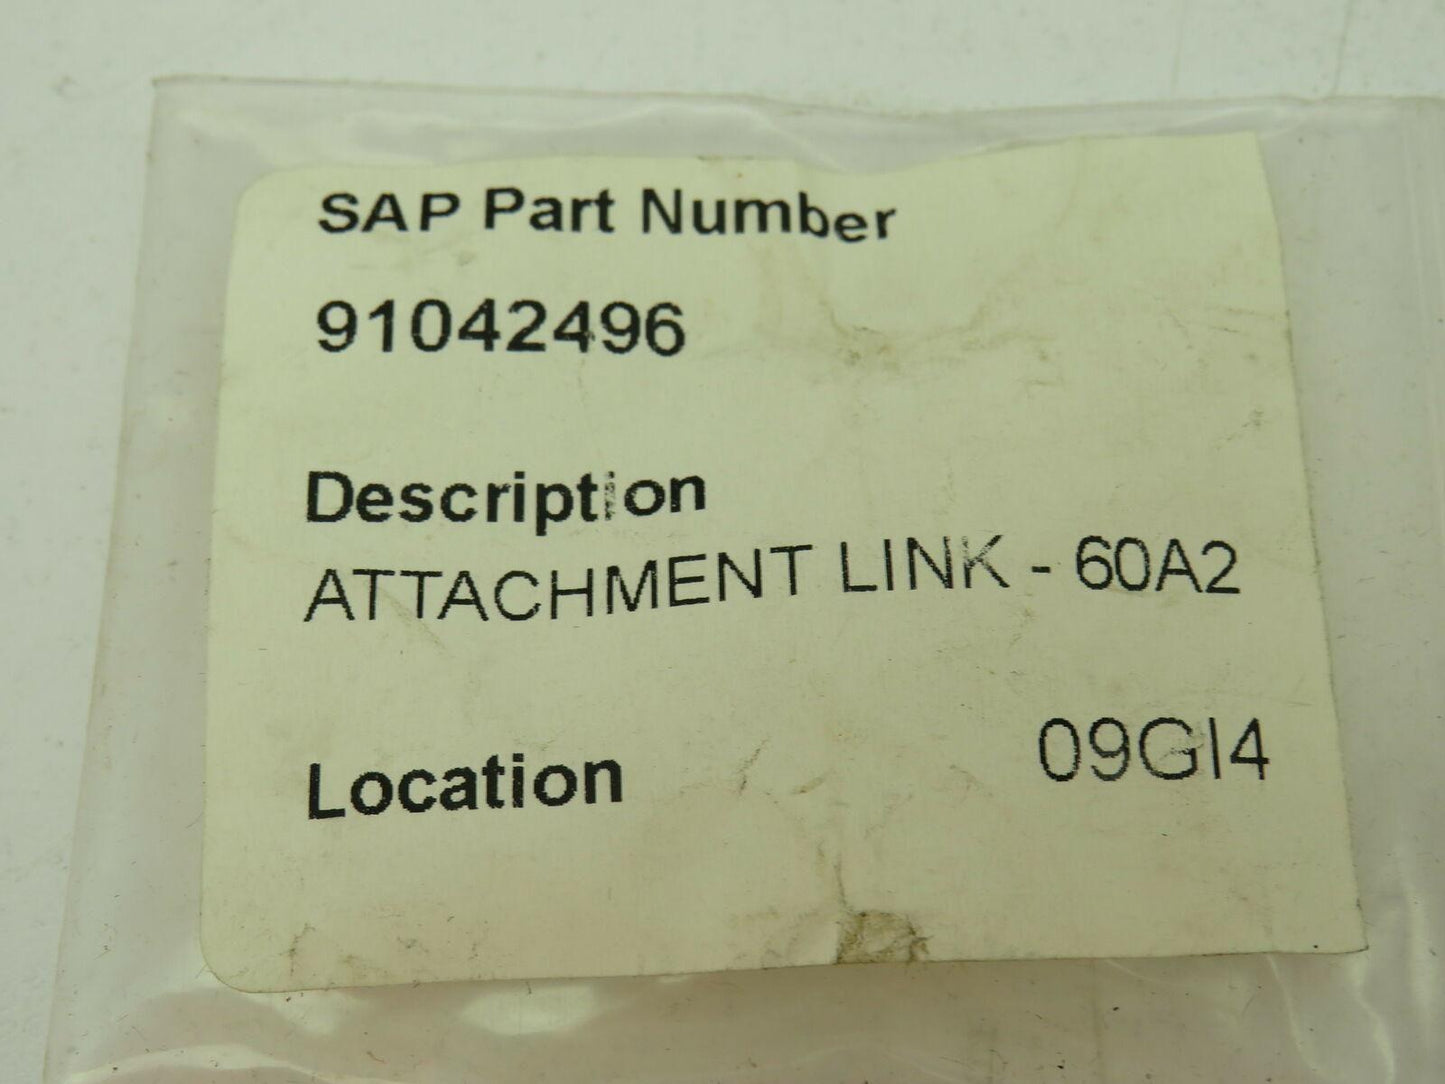 SAP Part Number
91042496
Description
ATTACHMENT LINK - 60A2
Location 09GI4